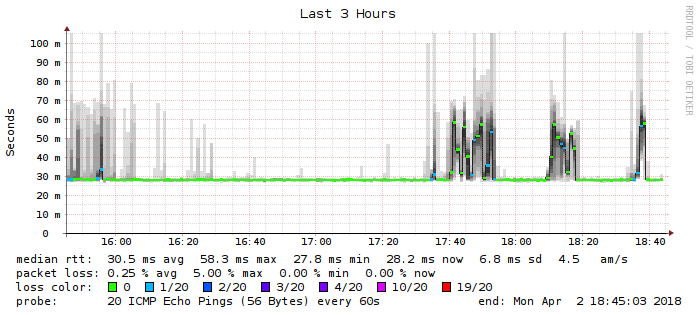 Last 3 Hours
RRDTOOL / TOBI OETIKER
Seconds
100 m
90 m
80 m
70 m
60 m
50 m
40 m
30 m
20 m
10 m
0
16:00 16:20 16:40 17:00 17:20 17:40 18:00 18:20 18:40
median rtt: 30.5 ms avg 58.3 ms max 27.8 ms min 28.2 ms now 6.8 ms sd 4.5 am/s
packet loss: 0.25 % avg 5.00 % max 0.00 % min 0.00 % now
loss color: 0 1/20 2/20 3/20 4/20 10/20 19/20
probe: 20 ICMP Echo Pings (56 Bytes) every 60s end: Mon Apr 2 18:45:03 2018